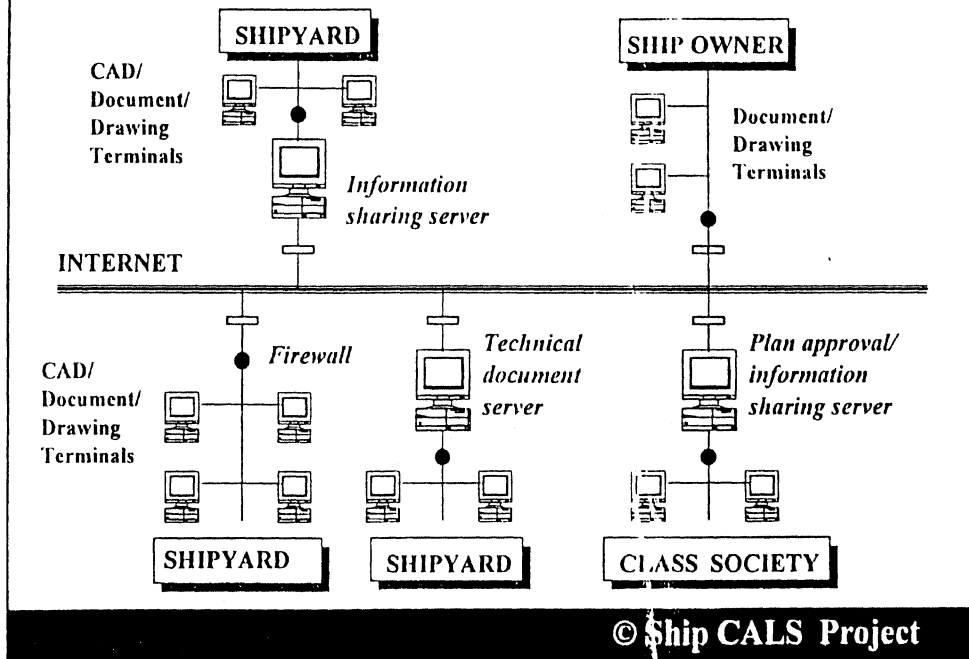 SHIPYARD
SHIP OWNER
CAD/
Document/
Drawing
Terminals
Document/
Drawing
Terminals
Information
sharing server
INTERNET
Firewall
Technical
document
server
Plan approval/
information
sharing server
CAD/
Document/
Drawing
Terminals
SHIPYARD
SHIPYARD
CLASS SOCIETY
© Ship CALS Project